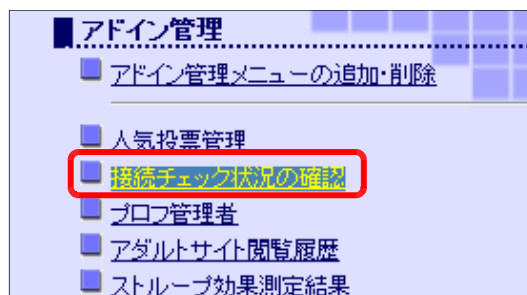 アドイン管理
アドイン管理メニューの追加・削除
人気投票管理
接続チェック状況の確認
プロフ管理者
アダルトサイト閲覧履歴
ストループ効果測定結果